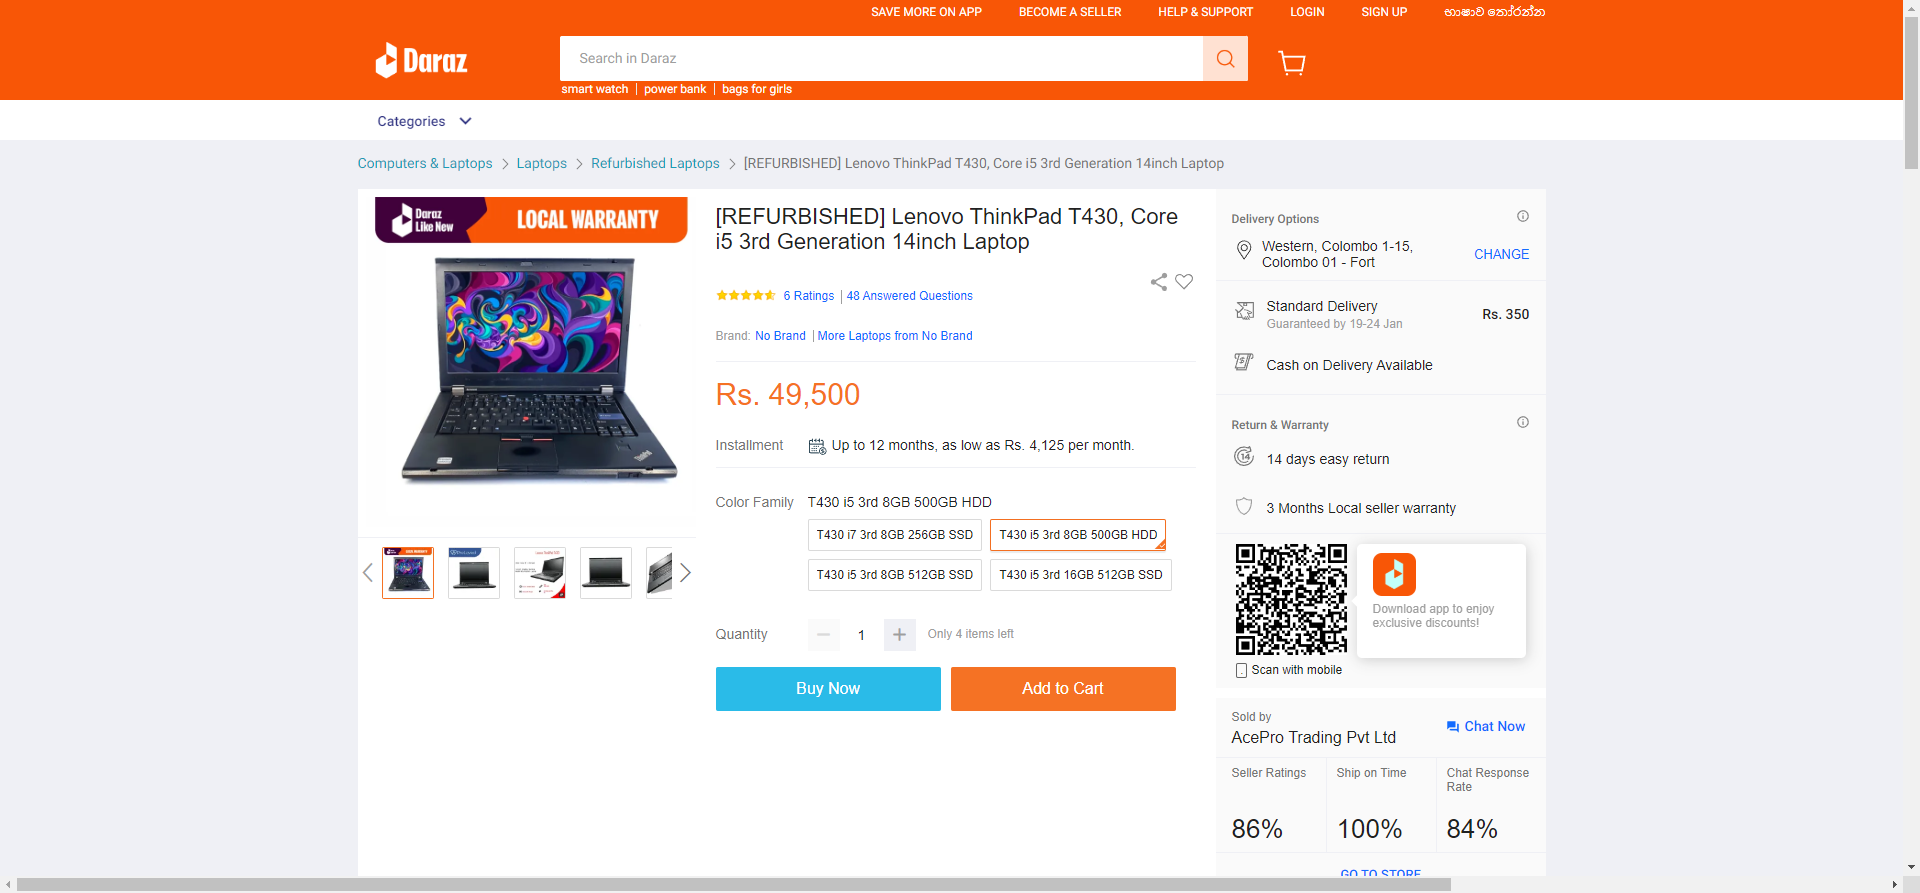 SAVE MORE ON APP BECOME A SELLER HELP & SUPPORT LOGIN SIGN UP භාෂාව තෝරන්න
Daraz
Search in Daraz
smart watch | power bank | bags for girls
Categories
Computers & Laptops > Laptops > Refurbished Laptops > [REFURBISHED] Lenovo ThinkPad T430, Core i5 3rd Generation 14inch Laptop
Daraz
Like New
LOCAL WARRANTY
[REFURBISHED] Lenovo ThinkPad T430, Core
i5 3rd Generation 14inch Laptop
6 Ratings | 48 Answered Questions
Brand: No Brand | More Laptops from No Brand
Rs. 49,500
Installment Up to 12 months, as low as Rs. 4,125 per month.
Color Family T430 i5 3rd 8GB 500GB HDD
T430 i7 3rd 8GB 256GB SSD T430 i5 3rd 8GB 500GB HDD
T430 i5 3rd 8GB 512GB SSD T430 i5 3rd 16GB 512GB SSD
Quantity − 1 + Only 4 items left
Buy Now Add to Cart
Delivery Options
Western, Colombo 1-15,
Colombo 01 - Fort
CHANGE
Standard Delivery Rs. 350
Guaranteed by 19-24 Jan
Cash on Delivery Available
Return & Warranty
14 days easy return
3 Months Local seller warranty
Download app to enjoy
exclusive discounts!
Scan with mobile
Sold by
AcePro Trading Pvt Ltd
Chat Now
Seller Ratings Ship on Time Chat Response
Rate
86% 100% 84%
GO TO STORE